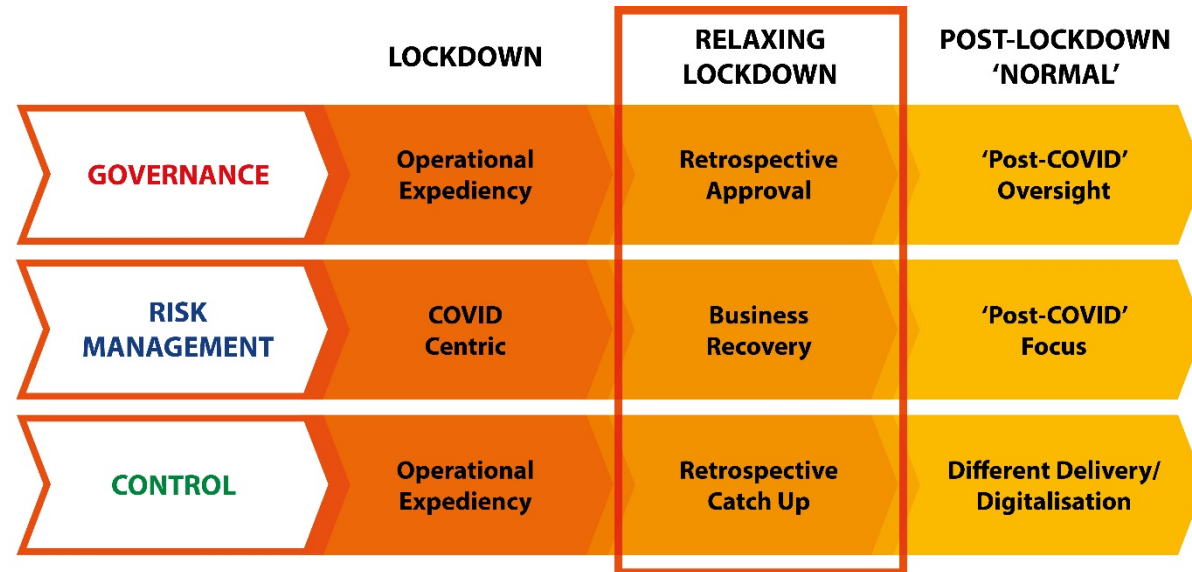 LOCKDOWN
RELAXING
LOCKDOWN
POST-LOCKDOWN
‘NORMAL’
GOVERNANCE
Operational
Expediency
Retrospective
Approval
‘Post-COVID’
Oversight
RISK
MANAGEMENT
COVID
Centric
Business
Recovery
‘Post-COVID’
Focus
CONTROL
Operational
Expediency
Retrospective
Catch Up
Different Delivery/
Digitalisation